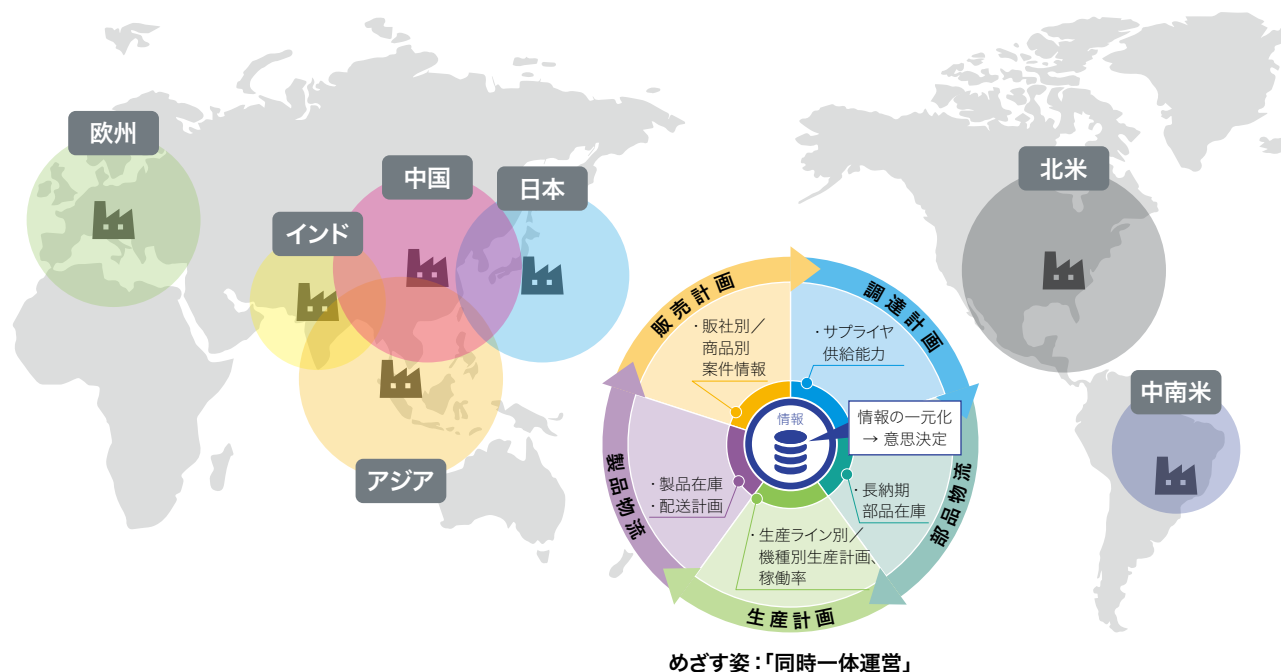 欧州
インド
中国
日本
アジア
北米
中南米
販売計画
・販社別／
商品別
案件情報
調達計画
・サプライヤ
供給能力
情報
情報の一元化
→ 意思決定
部品物流
・長納期
部品在庫
生産計画
・生産ライン別／
機種別生産計画、
稼働率
製品物流
・製品在庫
・配送計画
めざす姿：「同時一体運営」